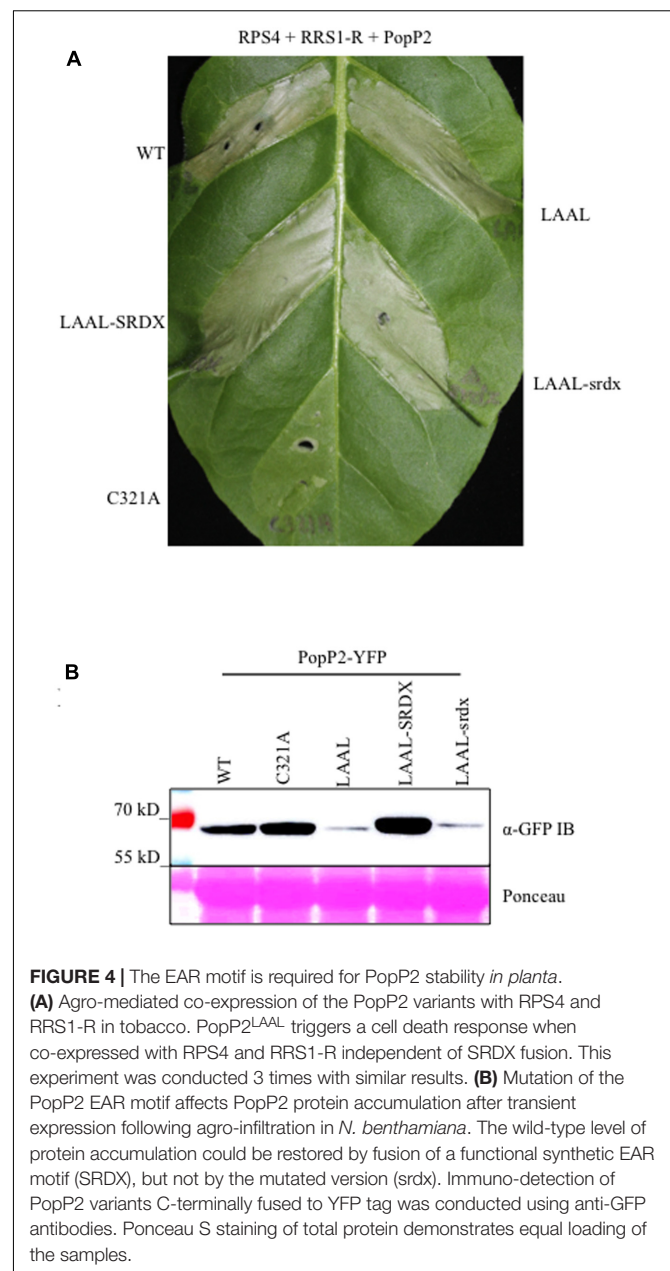 A
RPS4 + RRS1-R + PopP2
WT
LAAL
LAAL-SRDX
LAAL-srdx
C321A
B
PopP2-YFP
WT
C321A
LAAL
LAAL-SRDX
LAAL-srdx
70 kD
α-GFP IB
55 kD
Ponceau
FIGURE 4 | The EAR motif is required for PopP2 stability in planta.
(A) Agro-mediated co-expression of the PopP2 variants with RPS4 and
RRS1-R in tobacco. PopP2LAAL triggers a cell death response when
co-expressed with RPS4 and RRS1-R independent of SRDX fusion. This
experiment was conducted 3 times with similar results. (B) Mutation of the
PopP2 EAR motif affects PopP2 protein accumulation after transient
expression following agro-infiltration in N. benthamiana. The wild-type level of
protein accumulation could be restored by fusion of a functional synthetic EAR
motif (SRDX), but not by the mutated version (srdx). Immuno-detection of
PopP2 variants C-terminally fused to YFP tag was conducted using anti-GFP
antibodies. Ponceau S staining of total protein demonstrates equal loading of
the samples.